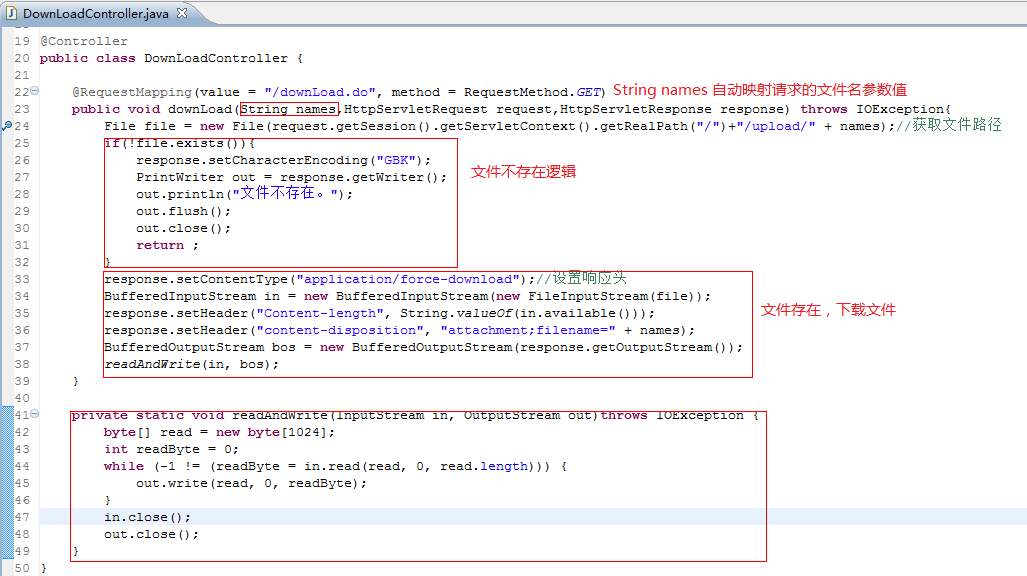 DownLoadController.java
19 @Controller
20 public class DownLoadController {
21
22 @RequestMapping(value = "/downLoad.do", method = RequestMethod.GET) String names 自动映射请求的文件名参数值
23 public void downLoad(String names,HttpServletRequest request,HttpServletResponse response) throws IOException{
24 File file = new File(request.getSession().getServletContext().getRealPath("/")+"/upload/" + names);//获取文件路径
25 if(!file.exists()){
26 response.setCharacterEncoding("GBK");
27 PrintWriter out = response.getWriter(); 文件不存在逻辑
28 out.println("文件不存在。");
29 out.flush();
30 out.close();
31 return ;
32 }
33 response.setContentType("application/force-download");//设置响应头
34 BufferedInputStream in = new BufferedInputStream(new FileInputStream(file));
35 response.setHeader("Content-length", String.valueOf(in.available())); 文件存在，下载文件
36 response.setHeader("content-disposition", "attachment;filename=" + names);
37 BufferedOutputStream bos = new BufferedOutputStream(response.getOutputStream());
38 readAndWrite(in, bos);
39 }
40
41 private static void readAndWrite(InputStream in, OutputStream out)throws IOException {
42 byte[] read = new byte[1024];
43 int readByte = 0;
44 while (-1 != (readByte = in.read(read, 0, read.length))) {
45 out.write(read, 0, readByte);
46 }
47 in.close();
48 out.close();
49 }
50 }